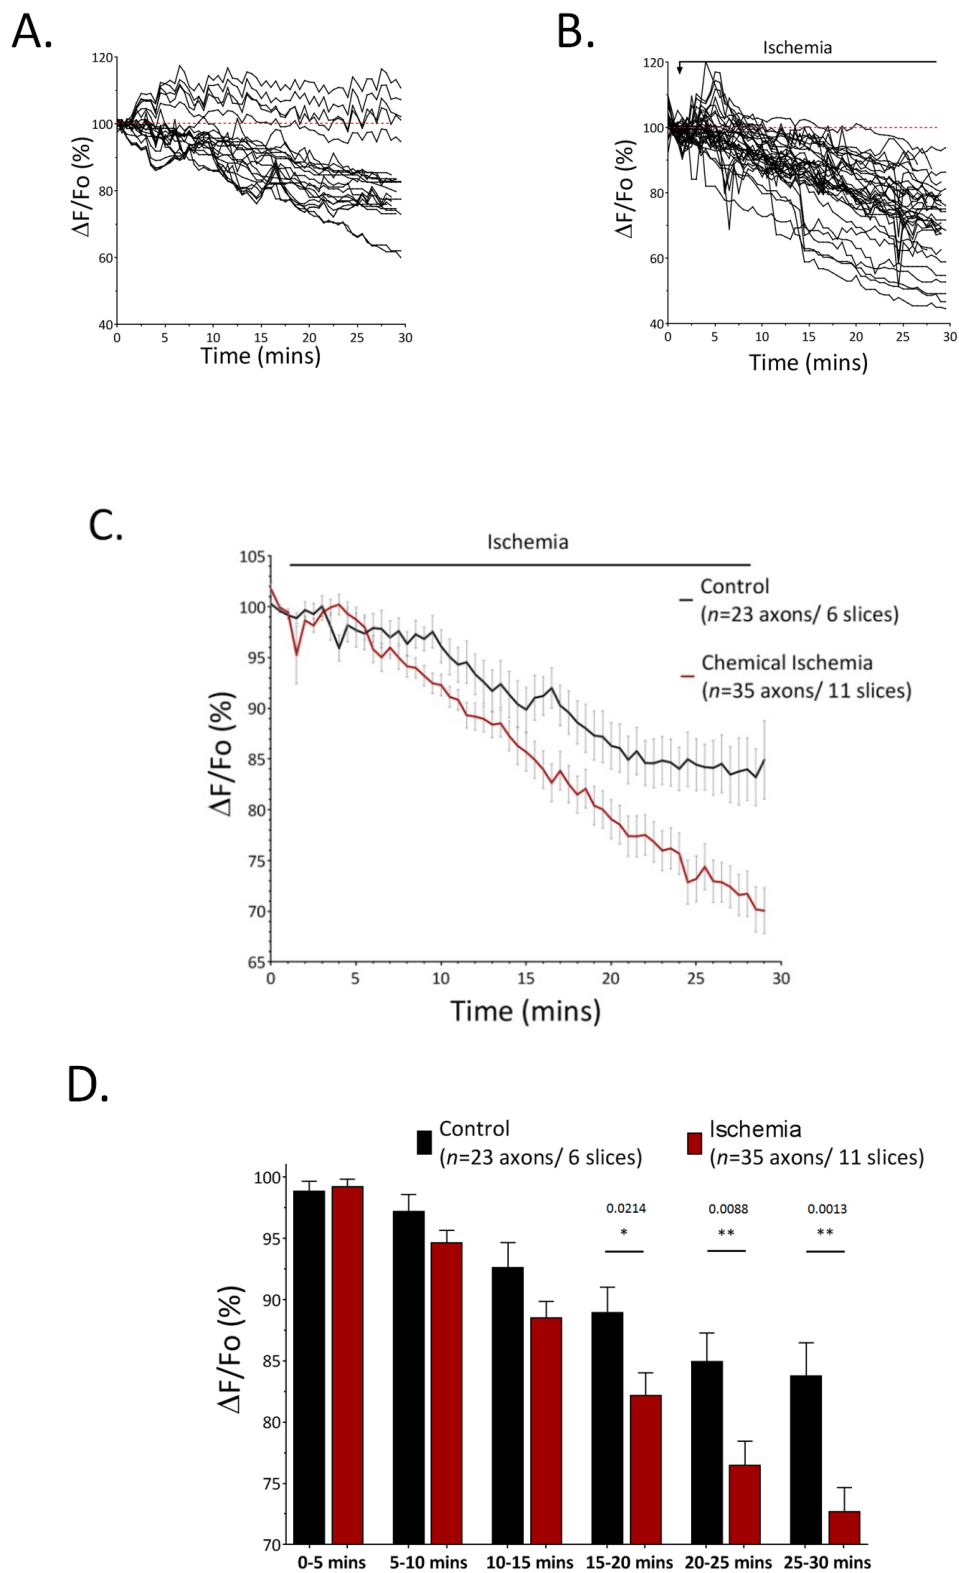 A.
120
100
80
60
40
ΔF/Fo (%)
0 5 10 15 20 25 30
Time (mins)
B.
Ischemia
120
100
80
60
40
ΔF/Fo (%)
0 5 10 15 20 25 30
Time (mins)
C.
Ischemia
105
100
95
90
85
80
75
70
65
ΔF/Fo (%)
Control
(n=23 axons/ 6 slices)
Chemical Ischemia
(n=35 axons/ 11 slices)
0 5 10 15 20 25 30
Time (mins)
D.
Control
(n=23 axons/ 6 slices)
Ischemia
(n=35 axons/ 11 slices)
100
95
90
85
80
75
70
ΔF/Fo (%)
0.0214 0.0088 0.0013
* ** **
0-5 mins 5-10 mins 10-15 mins 15-20 mins 20-25 mins 25-30 mins